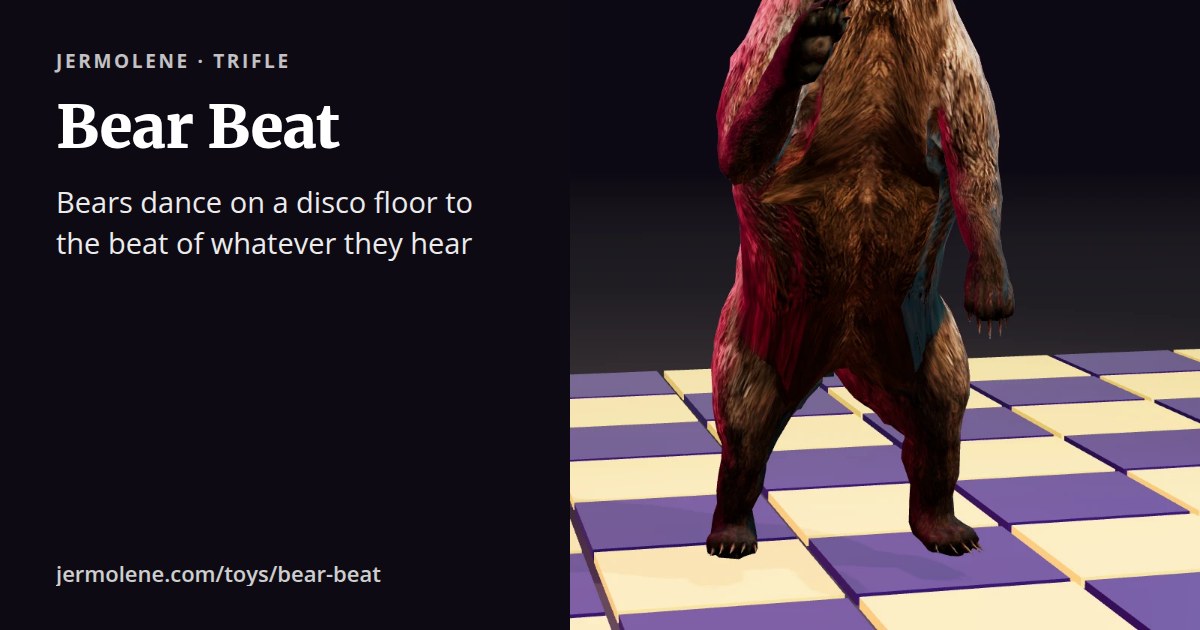 JERMOLENE · TRIFLE
Bear Beat
Bears dance on a disco floor to
the beat of whatever they hear
jermolene.com/toys/bear-beat